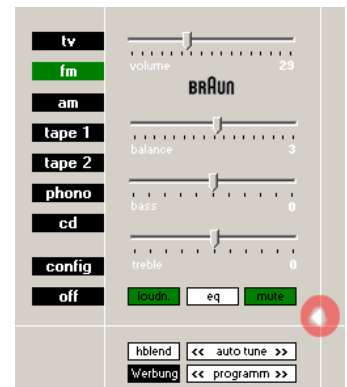 tv
volume 29
fm
BRAUN
am
tape 1
balance 3
tape 2
phono
bass 0
cd
config
treble 0
off
loudn. eq mute
hblend << auto tune >>
Werbung << programm >>